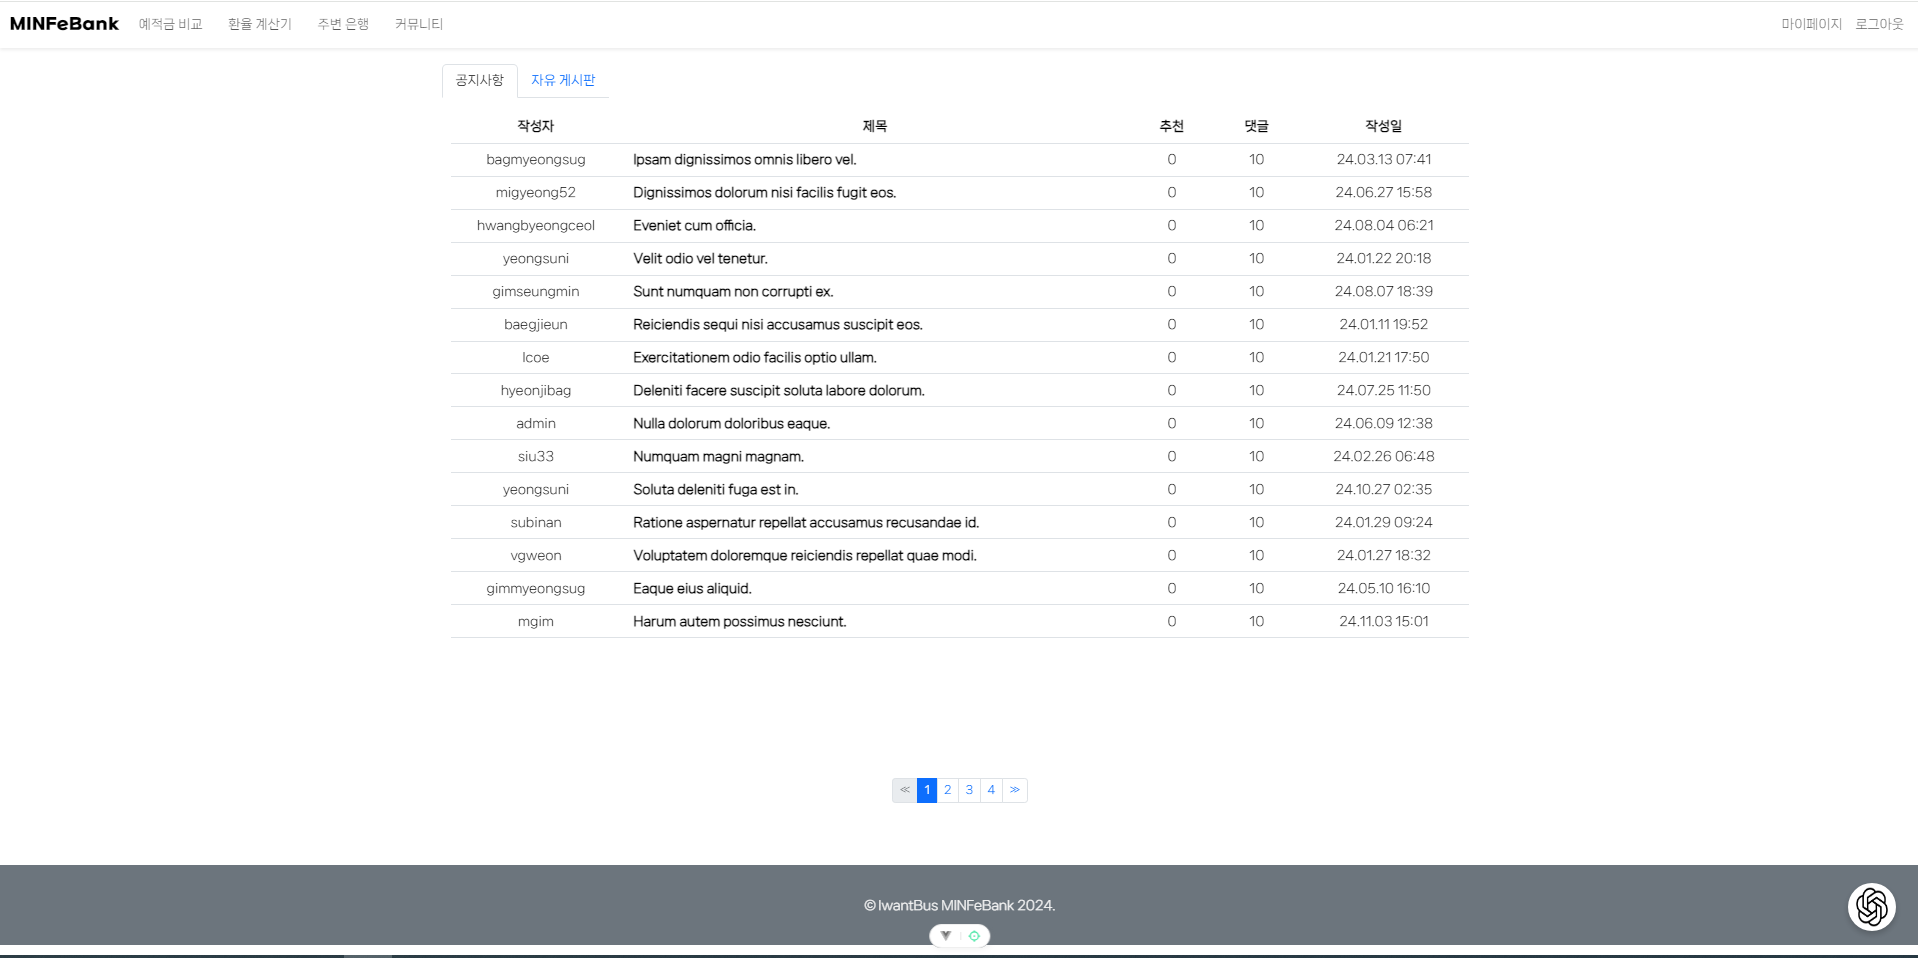 MINFeBank 예적금 비교 환율 계산기 주변 은행 커뮤니티 마이페이지 로그아웃
공지사항 자유 게시판
작성자 제목 추천 댓글 작성일
bagmyeongsug Ipsam dignissimos omnis libero vel. 0 10 24.03.13 07:41
migyeong52 Dignissimos dolorum nisi facilis fugit eos. 0 10 24.06.27 15:58
hwangbyeongceol Eveniet cum officia. 0 10 24.08.04 06:21
yeongsuni Velit odio vel tenetur. 0 10 24.01.22 20:18
gimseungmin Sunt numquam non corrupti ex. 0 10 24.08.07 18:39
baegjieun Reiciendis sequi nisi accusamus suscipit eos. 0 10 24.01.11 19:52
lcoe Exercitationem odio facilis optio ullam. 0 10 24.01.21 17:50
hyeonjibag Deleniti facere suscipit soluta labore dolorum. 0 10 24.07.25 11:50
admin Nulla dolorum doloribus eaque. 0 10 24.06.09 12:38
siu33 Numquam magni magnam. 0 10 24.02.26 06:48
yeongsuni Soluta deleniti fuga est in. 0 10 24.10.27 02:35
subinan Ratione aspernatur repellat accusamus recusandae id. 0 10 24.01.29 09:24
vgweon Voluptatem doloremque reiciendis repellat quae modi. 0 10 24.01.27 18:32
gimmyeongsug Eaque eius aliquid. 0 10 24.05.10 16:10
mgim Harum autem possimus nesciunt. 0 10 24.11.03 15:01
≪ 1 2 3 4 ≫
© IwantBus MINFeBank 2024.